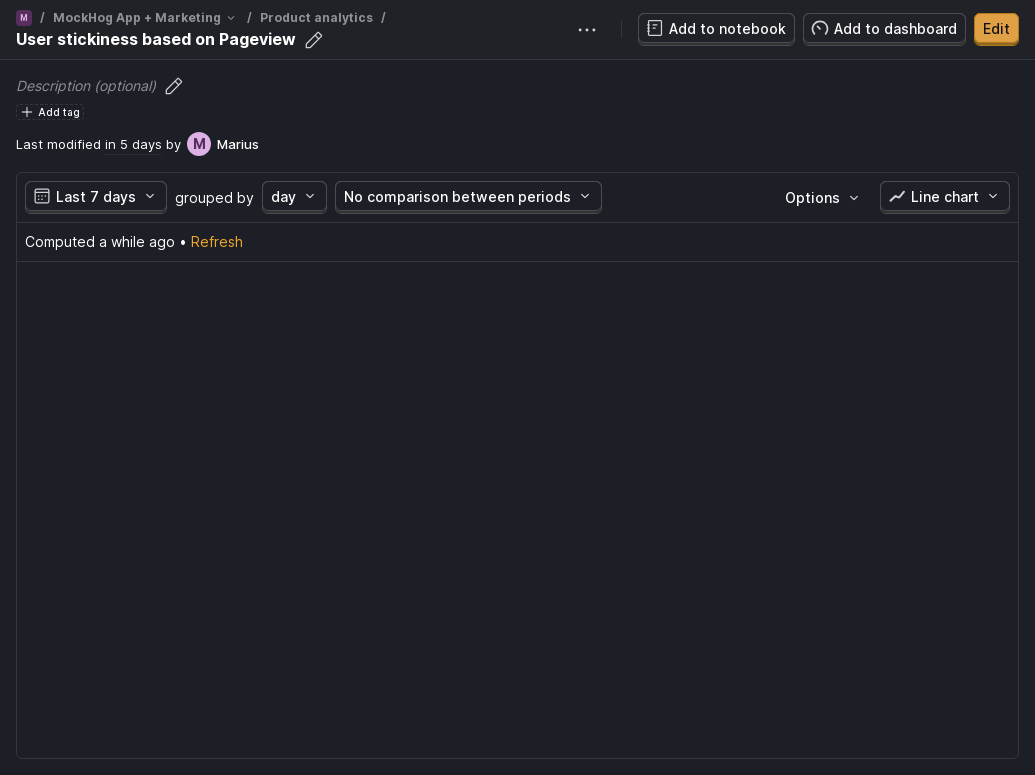 M / MockHog App + Marketing / Product analytics /
User stickiness based on Pageview
Add to notebook
Add to dashboard
Edit
Description (optional)
Add tag
Last modified in 5 days by M Marius
Last 7 days grouped by day No comparison between periods Options Line chart
Computed a while ago • Refresh